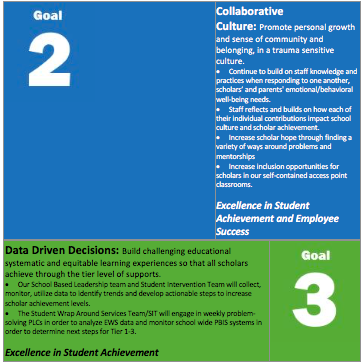 Goal
2
Collaborative
Culture: Promote personal growth
and sense of community and
belonging, in a trauma sensitive
culture.
• Continue to build on staff knowledge and
practices when responding to one another,
scholars' and parents' emotional/behavioral
well-being needs.
• Staff reflects and builds on how each of
their individual contributions impact school
culture and scholar achievement.
• Increase scholar hope through finding a
variety of ways around problems and
mentorships
• Increase inclusion opportunities for
scholars in our self-contained access point
classrooms.
Excellence in Student
Achievement and Employee
Success
Data Driven Decisions: Build challenging educational
systematic and equitable learning experiences so that all scholars
achieve through the tier level of supports.
• Our School Based Leadership team and Student Intervention Team will collect,
monitor, utilize data to identify trends and develop actionable steps to increase
scholar achievement levels.
• The Student Wrap Around Services Team/SIT will engage in weekly problem-
solving PLCs in order to analyze EWS data and monitor school wide PBIS systems in
order to determine next steps for Tier 1-3.
Excellence in Student Achievement
Goal
3